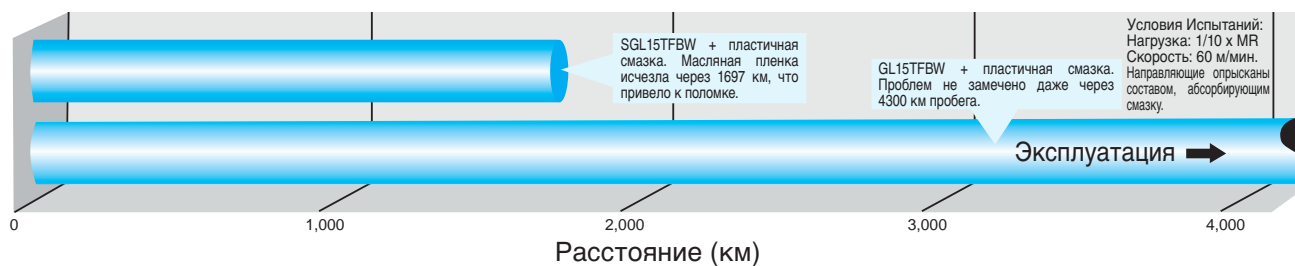 SGL15TFBW + пластичная
смазка. Масляная пленка
исчезла через 1697 км, что
привело к поломке.
GL15TFBW + пластичная смазка.
Проблем не замечено даже через
4300 км пробега.
Условия Испытаний:
Нагрузка: 1/10 x MR
Скорость: 60 м/мин.
Направляющие опрысканы
составом, абсорбирующим
смазку.
Эксплуатация
0 1,000 2,000 3,000 4,000
Расстояние (км)